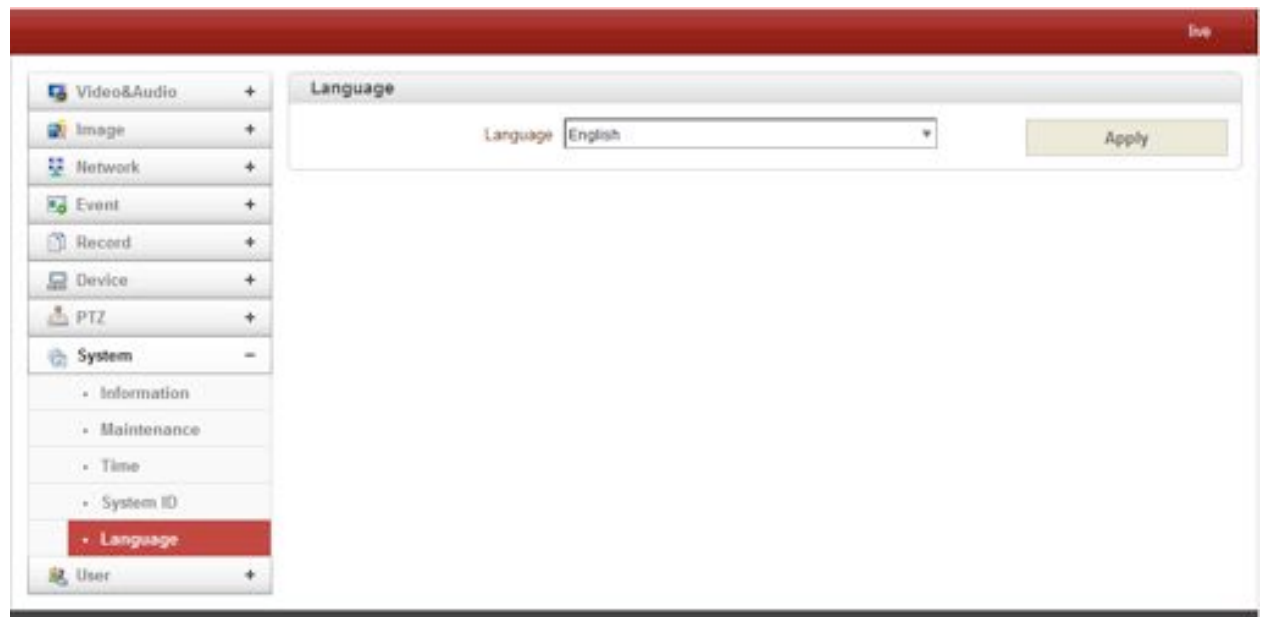 live
Video&Audio +
Image +
Network +
Event +
Record +
Device +
PTZ +
System -
• Information
• Maintenance
• Time
• System ID
• Language
User +
Language
Language English
Apply